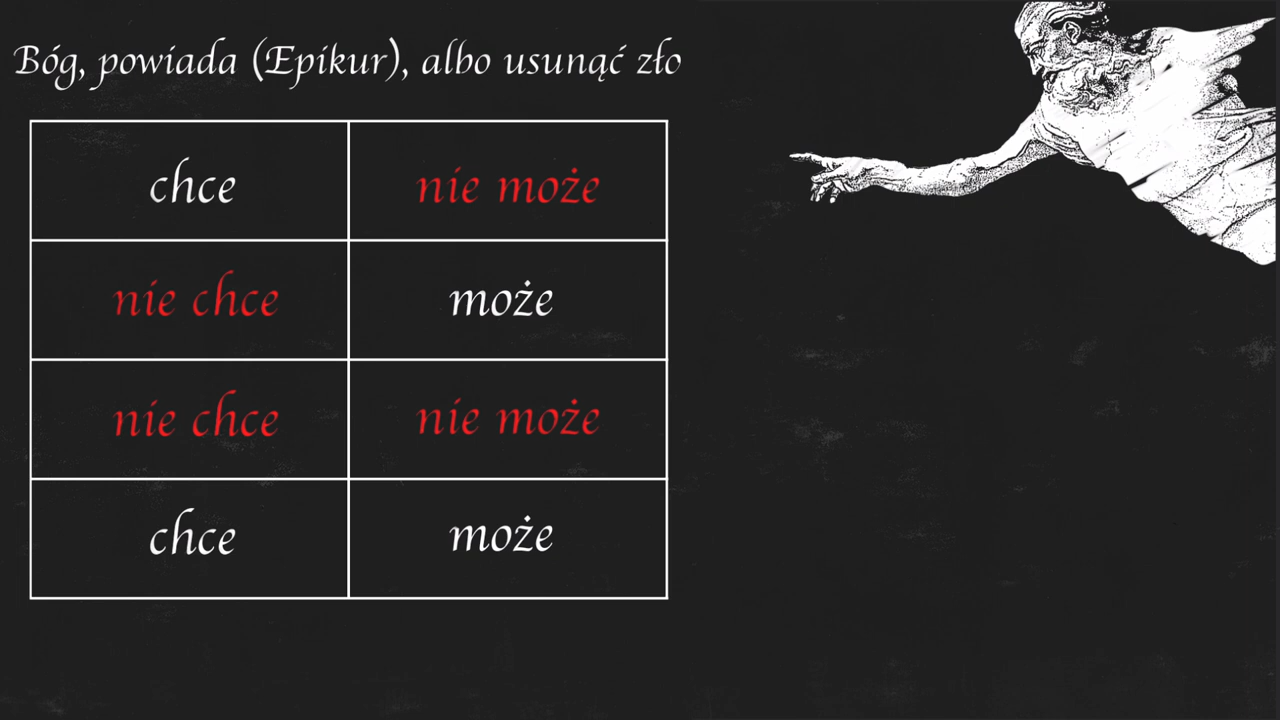 Bóg, powiada (Epikur), albo usunąć zło
chce nie może
nie chce może
nie chce nie może
chce może